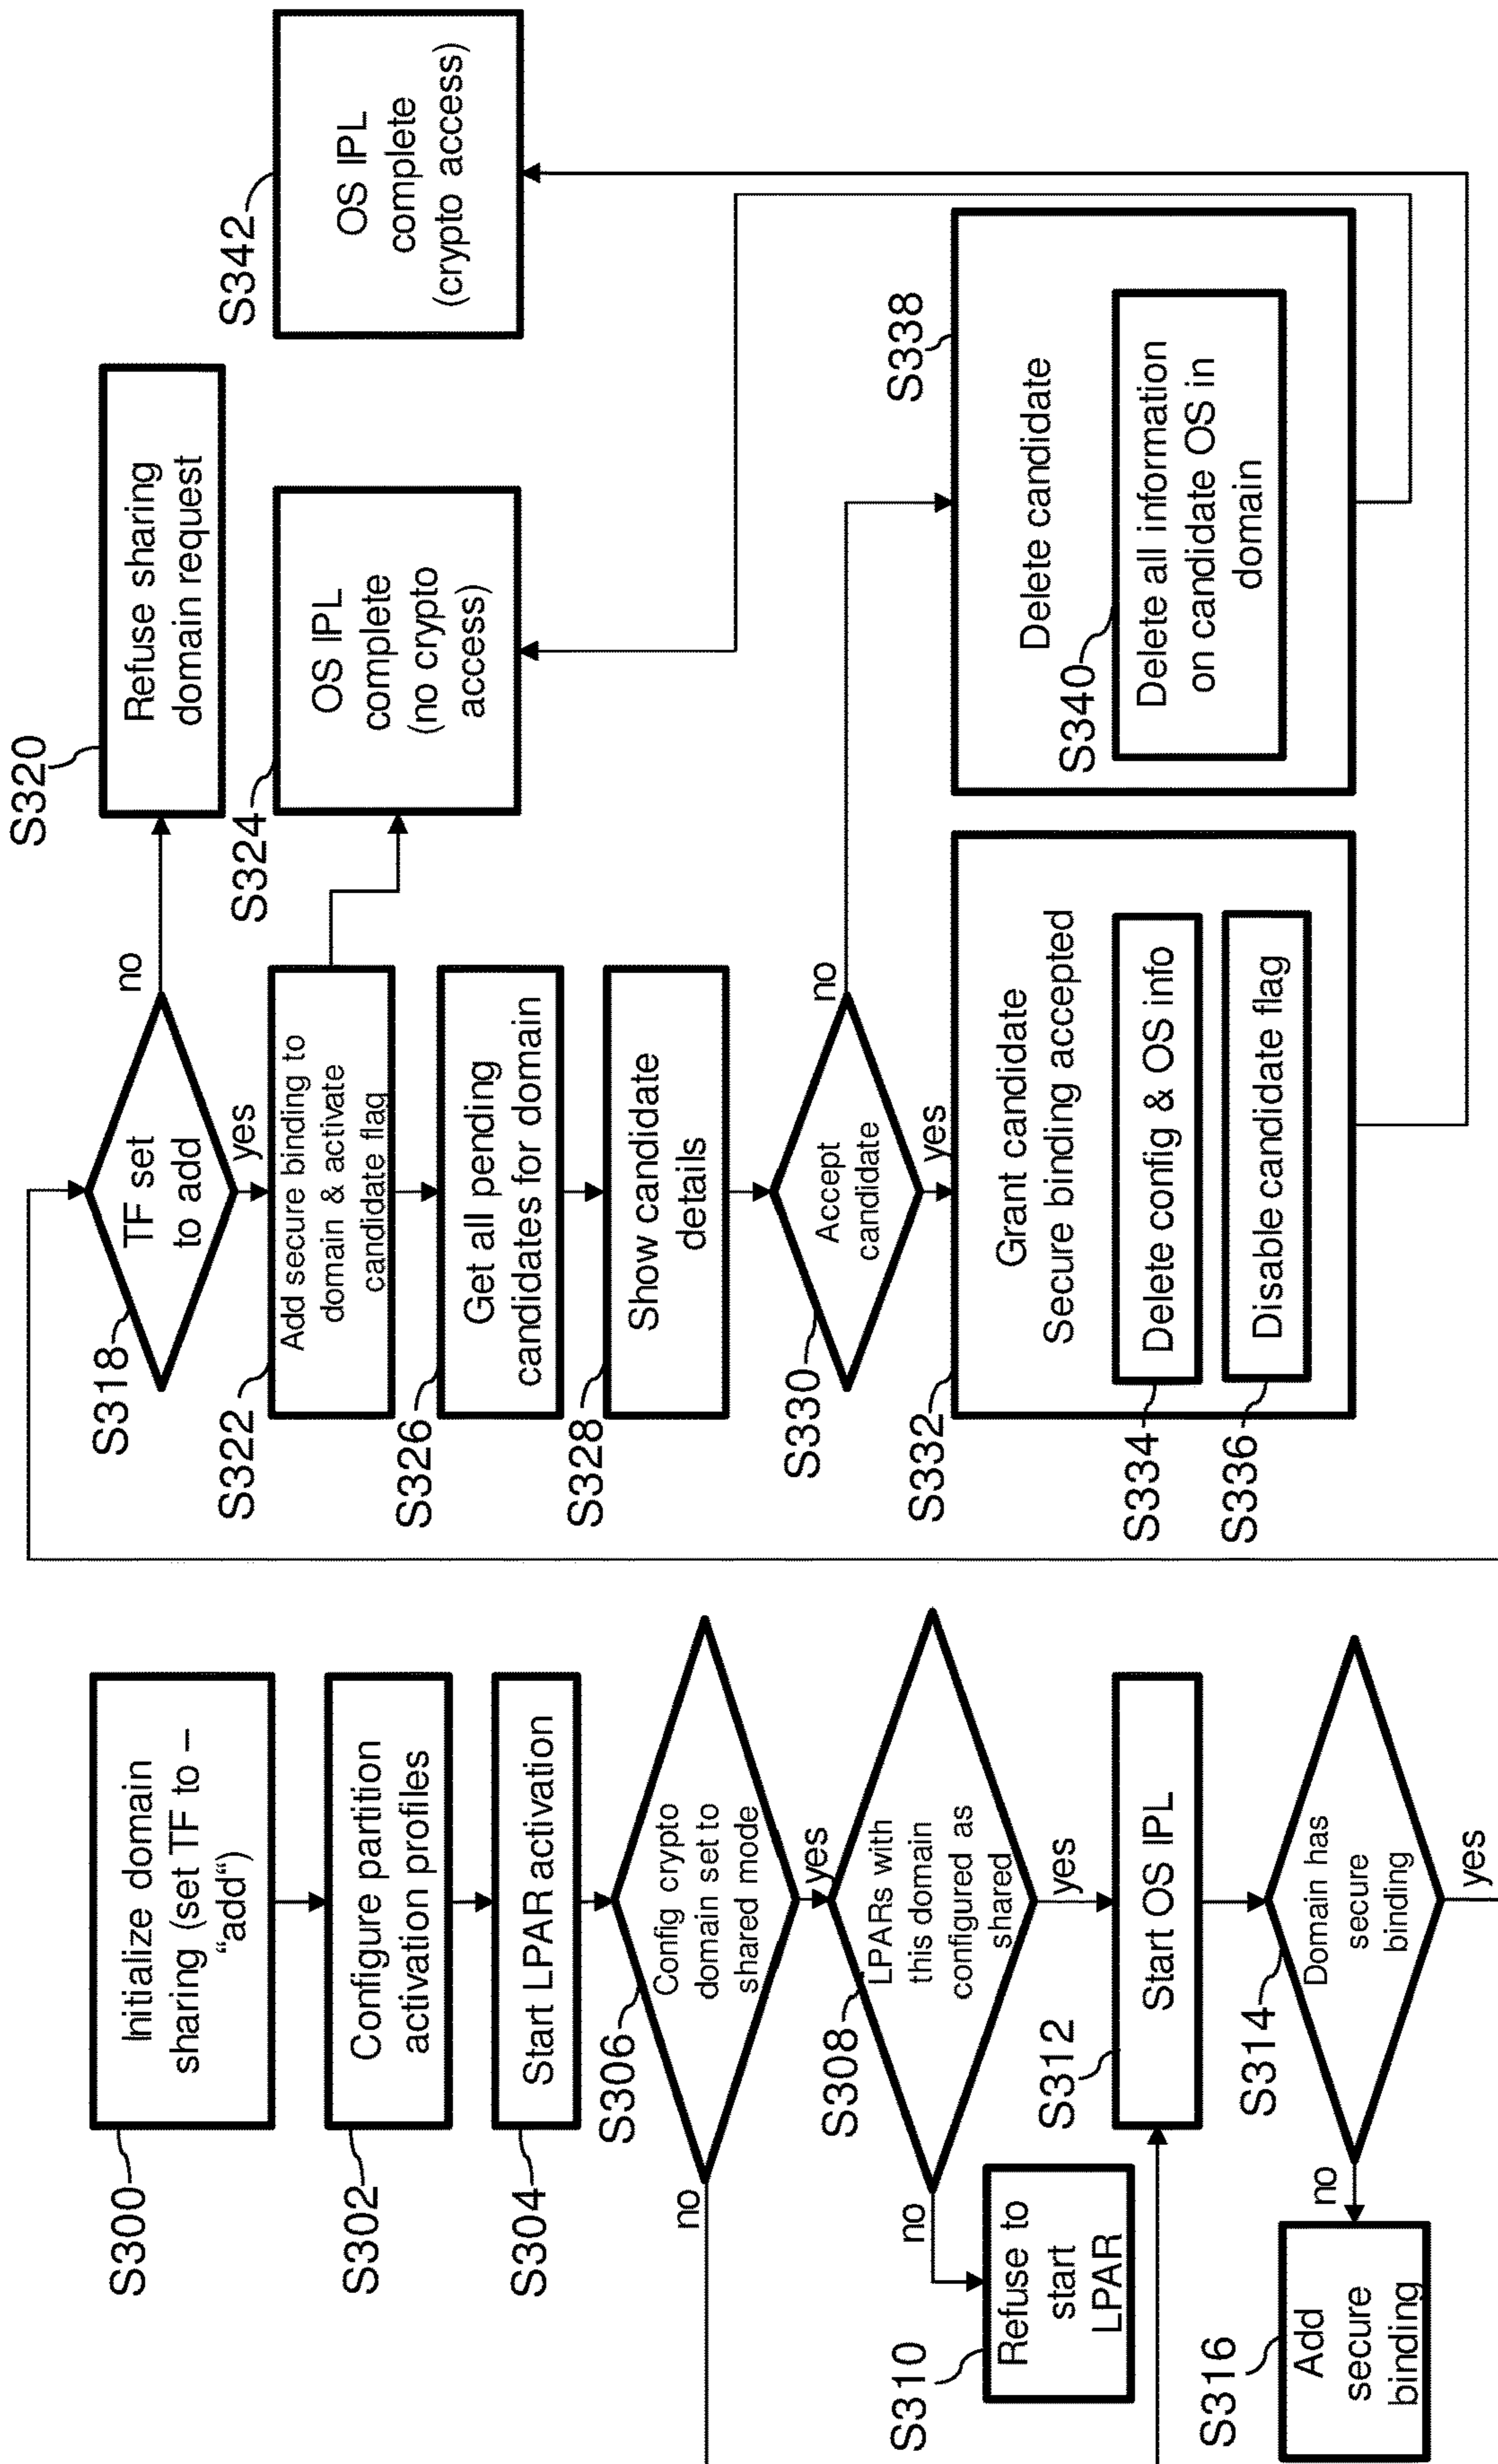 S300
Initialize domain
sharing (set TF to –
“add“)
S302
Configure partition
activation profiles
S304
Start LPAR activation
S306
Config crypto
domain set to
shared mode
no
yes
S308
LPARs with
this domain
configured as
shared
no
yes
S310
Refuse to
start
LPAR
S312
Start OS IPL
S314
Domain has
secure
binding
no
yes
S316
Add
secure
binding
S318
TF set
to add
no
yes
S320
Refuse sharing
domain request
S322
Add secure binding to
domain & activate
candidate flag
S324
OS IPL
complete
(no crypto
access)
S326
Get all pending
candidates for domain
S328
Show candidate
details
S330
Accept
candidate
no
yes
S332
Grant candidate
Secure binding accepted
S334
Delete config & OS info
S336
Disable candidate flag
S338
Delete candidate
S340
Delete all information
on candidate OS in
domain
S342
OS IPL
complete
(crypto access)